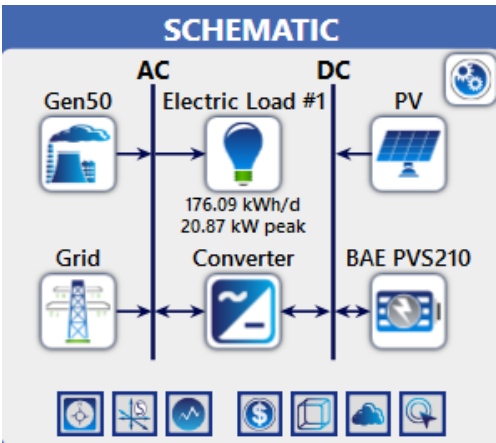 SCHEMATIC
AC DC
Gen50 Electric Load #1 PV
176.09 kWh/d
20.87 kW peak
Grid Converter BAE PVS210
S
$